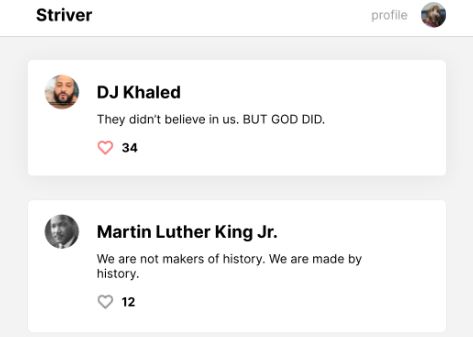 Striver
profile
DJ Khaled
They didn't believe in us. BUT GOD DID.
34
Martin Luther King Jr.
We are not makers of history. We are made by
history.
12